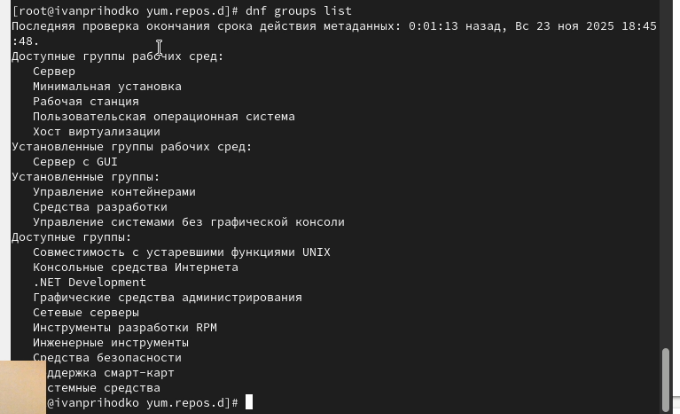 [root@ivanprihodko yum.repos.d]# dnf groups list
Последняя проверка окончания срока действия метаданных: 0:01:13 назад, Вс 23 ноя 2025 18:45
:48.
Доступные группы рабочих сред:
Сервер
Минимальная установка
Рабочая станция
Пользовательская операционная система
Хост виртуализации
Установленные группы рабочих сред:
Сервер с GUI
Установленные группы:
Управление контейнерами
Средства разработки
Управление системами без графической консоли
Доступные группы:
Совместимость с устаревшими функциями UNIX
Консольные средства Интернета
.NET Development
Графические средства администрирования
Сетевые серверы
Инструменты разработки RPM
Инженерные инструменты
Средства безопасности
ддержка смарт-карт
стемные средства
@ivanprihodko yum.repos.d]#